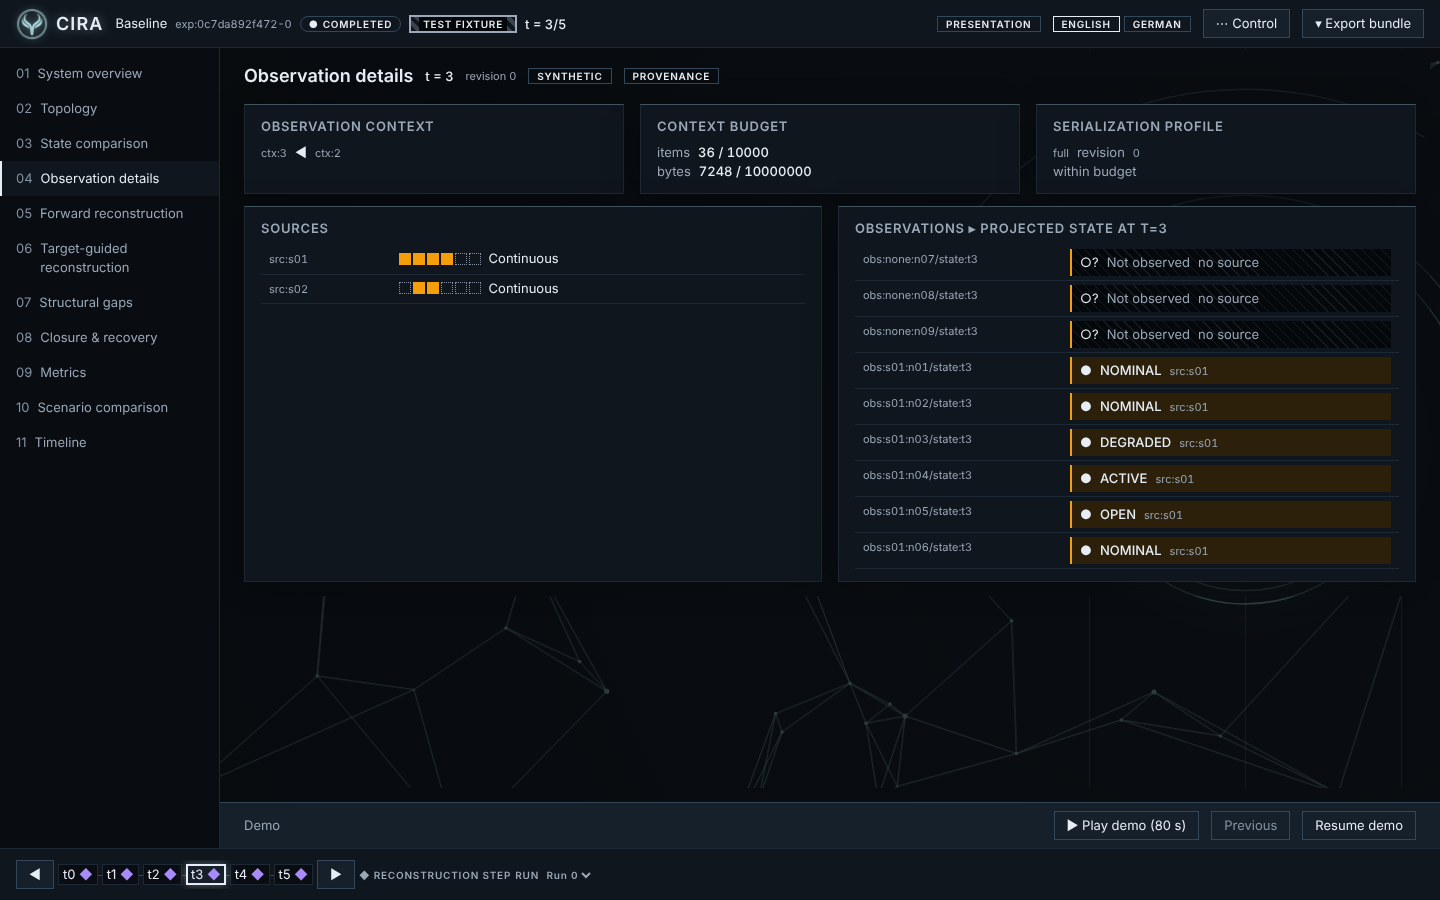 CIRA Baseline exp:0c7da892f472-0 COMPLETED TEST FIXTURE t = 3/5 PRESENTATION ENGLISH GERMAN ··· Control ▾ Export bundle
01 System overview
02 Topology
03 State comparison
04 Observation details
05 Forward reconstruction
06 Target-guided
reconstruction
07 Structural gaps
08 Closure & recovery
09 Metrics
10 Scenario comparison
11 Timeline
Observation details t = 3 revision 0 SYNTHETIC PROVENANCE
OBSERVATION CONTEXT
ctx:3 ◀ ctx:2
CONTEXT BUDGET
items 36 / 10000
bytes 7248 / 10000000
SERIALIZATION PROFILE
full revision 0
within budget
SOURCES
src:s01 Continuous
src:s02 Continuous
OBSERVATIONS ▸ PROJECTED STATE AT T=3
obs:none:n07/state:t3 ○? Not observed no source
obs:none:n08/state:t3 ○? Not observed no source
obs:none:n09/state:t3 ○? Not observed no source
obs:s01:n01/state:t3 ● NOMINAL src:s01
obs:s01:n02/state:t3 ● NOMINAL src:s01
obs:s01:n03/state:t3 ● DEGRADED src:s01
obs:s01:n04/state:t3 ● ACTIVE src:s01
obs:s01:n05/state:t3 ● OPEN src:s01
obs:s01:n06/state:t3 ● NOMINAL src:s01
Demo ▶ Play demo (80 s) Previous Resume demo
◀ t0 ◆ t1 ◆ t2 ◆ t3 ◆ t4 ◆ t5 ◆ ▶ ◆ RECONSTRUCTION STEP RUN Run 0